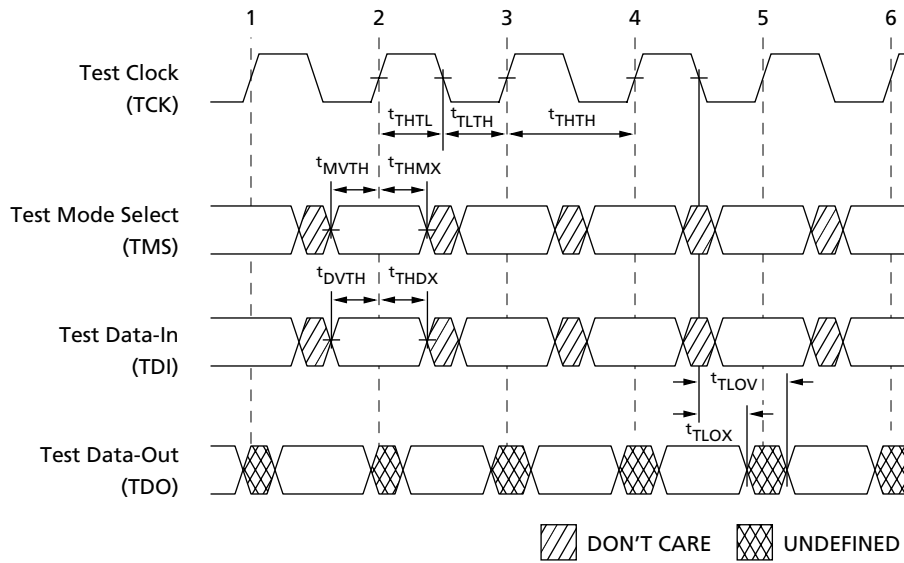 1 2 3 4 5 6
Test Clock
(TCK)
tTHTL tTLTH tTHTH
tMVTH tTHMX
Test Mode Select
(TMS)
tDVTH tTHDX
Test Data-In
(TDI)
tTLOV
tTLOX
Test Data-Out
(TDO)
DON'T CARE UNDEFINED